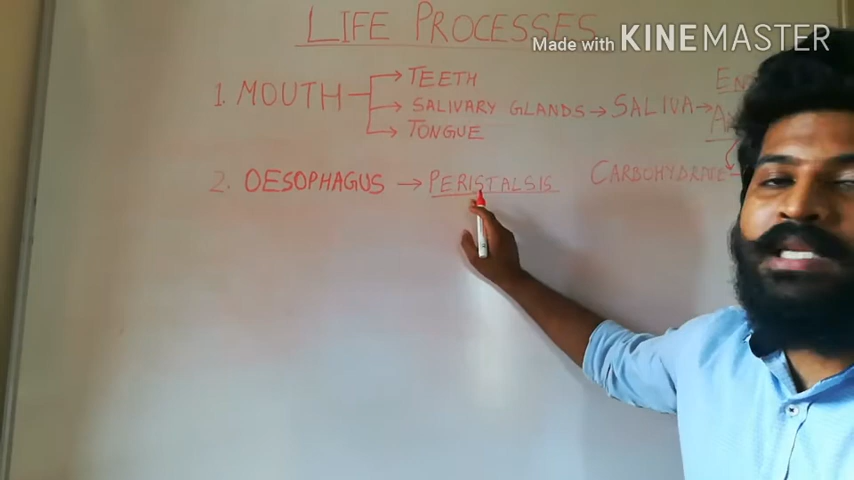 LIFE PROCESSES
Made with KINEMASTER
1. MOUTH → TEETH
→ SALIVARY GLANDS → SALIVA →
→ TONGUE
2. OESOPHAGUS → PERISTALSIS
CARBOHYDRATE